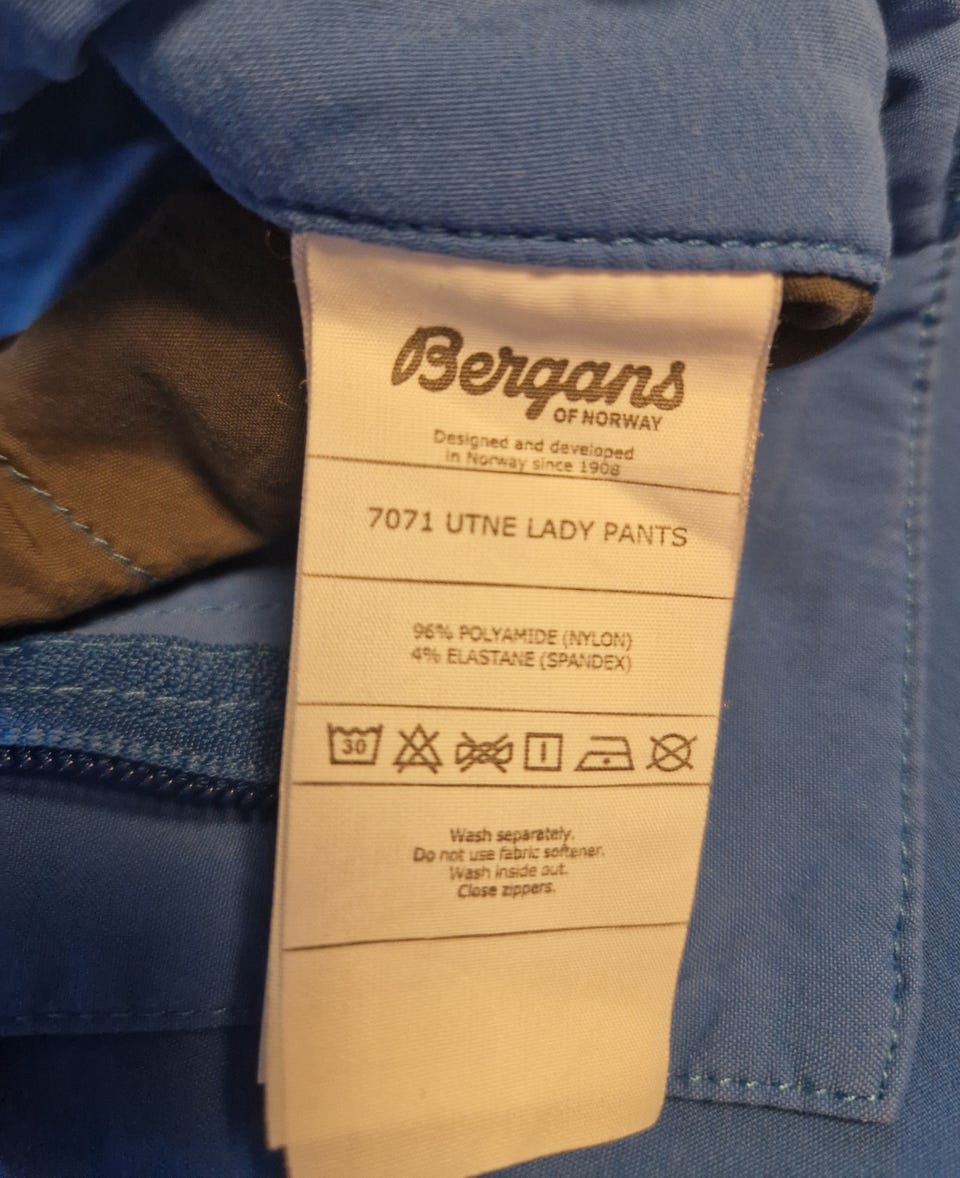 Bergans
OF NORWAY
Designed and developed
in Norway since 1908
7071 UTNE LADY PANTS
96% POLYAMIDE (NYLON)
4% ELASTANE (SPANDEX)
30
Wash separately.
Do not use fabric softener.
Wash inside out.
Close zippers.